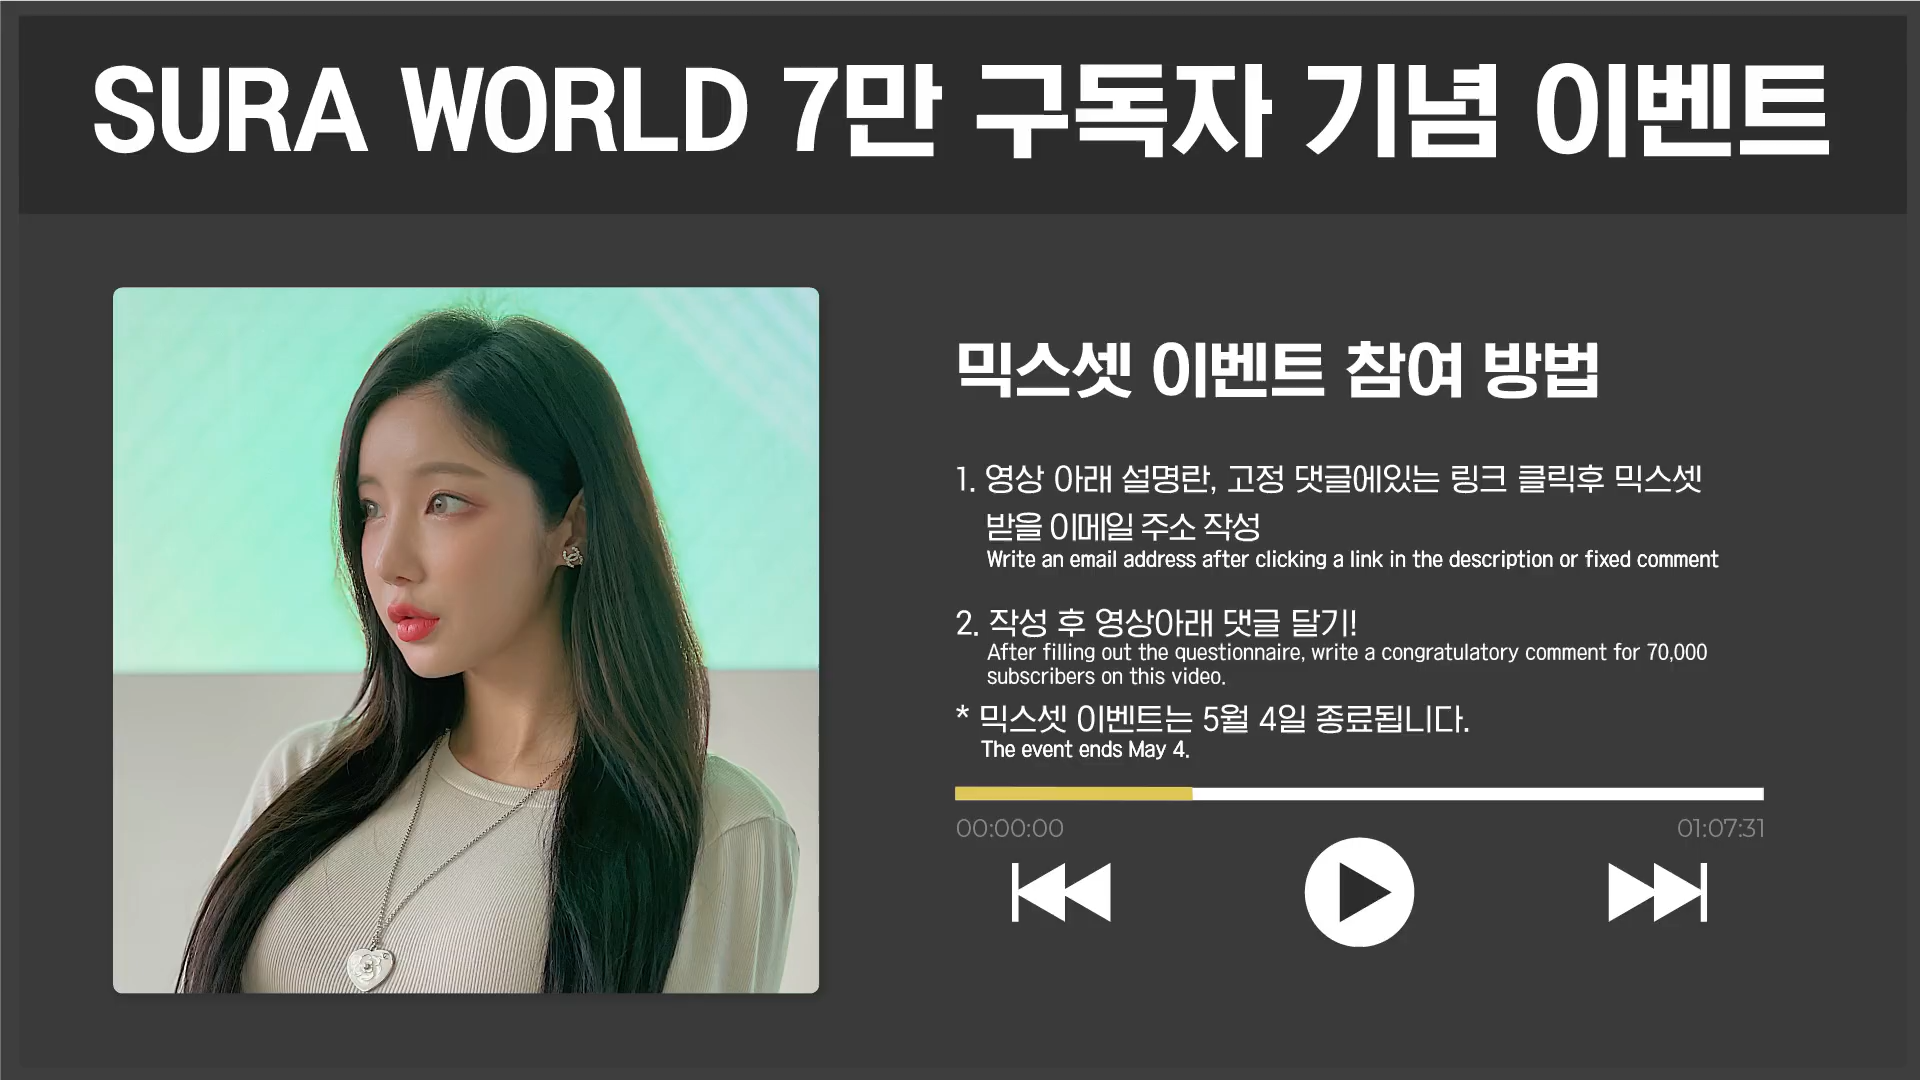 SURA WORLD 7만 구독자 기념 이벤트
믹스셋 이벤트 참여 방법
1. 영상 아래 설명란, 고정 댓글에있는 링크 클릭후 믹스셋
받을 이메일 주소 작성
Write an email address after clicking a link in the description or fixed comment
2. 작성 후 영상아래 댓글 달기!
After filling out the questionnaire, write a congratulatory comment for 70,000
subscribers on this video.
* 믹스셋 이벤트는 5월 4일 종료됩니다.
The event ends May 4.
00:00:00 01:07:31